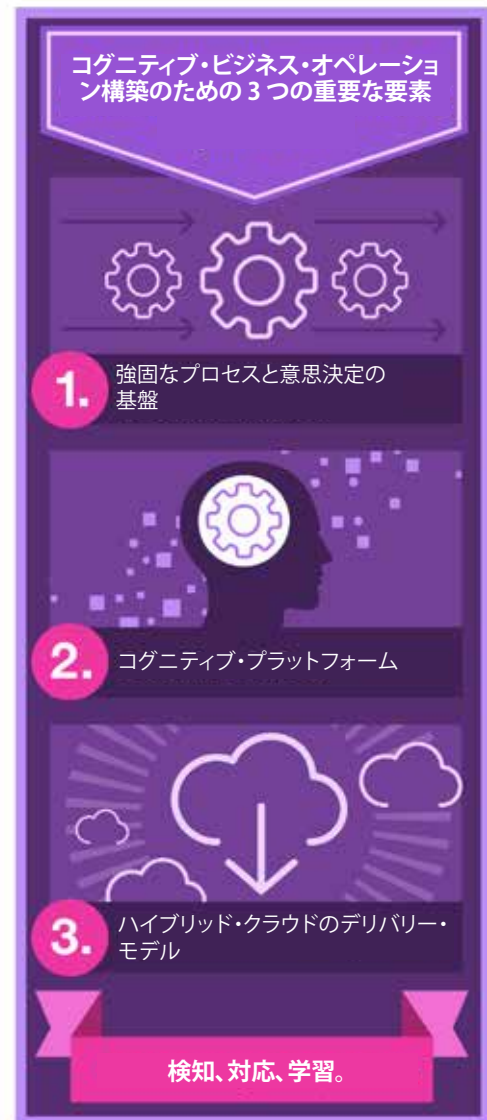 コグニティブ・ビジネス・オペレーショ
ン構築のための 3 つの重要な要素
1.
強固なプロセスと意思決定の
基盤
2.
コグニティブ・プラットフォーム
3.
ハイブリッド・クラウドのデリバリー・
モデル
検知、対応、学習。